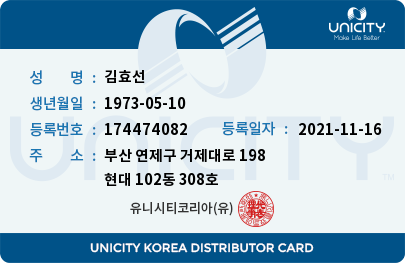 UNICITY
Make Life Better
성 명 : 김효선
생년월일 : 1973-05-10
등록번호 : 174474082 등록일자 : 2021-11-16
주 소 : 부산 연제구 거제대로 198
현대 102동 308호
유니시티코리아(유)
UNICITY
UNICITY KOREA DISTRIBUTOR CARD